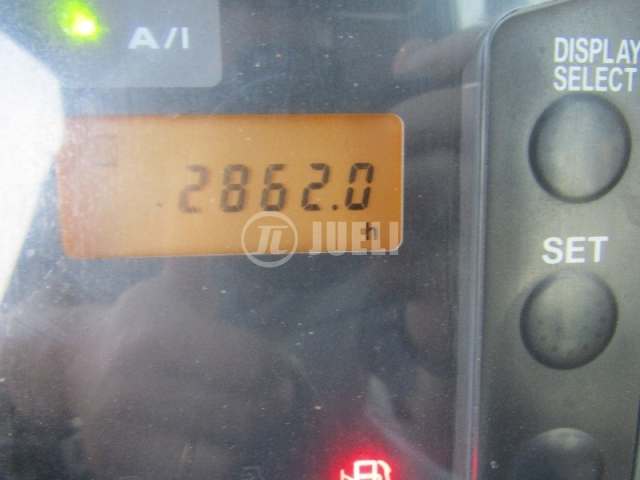 A/I
DISPLAY
SELECT
2862.0
h
JUELI
SET